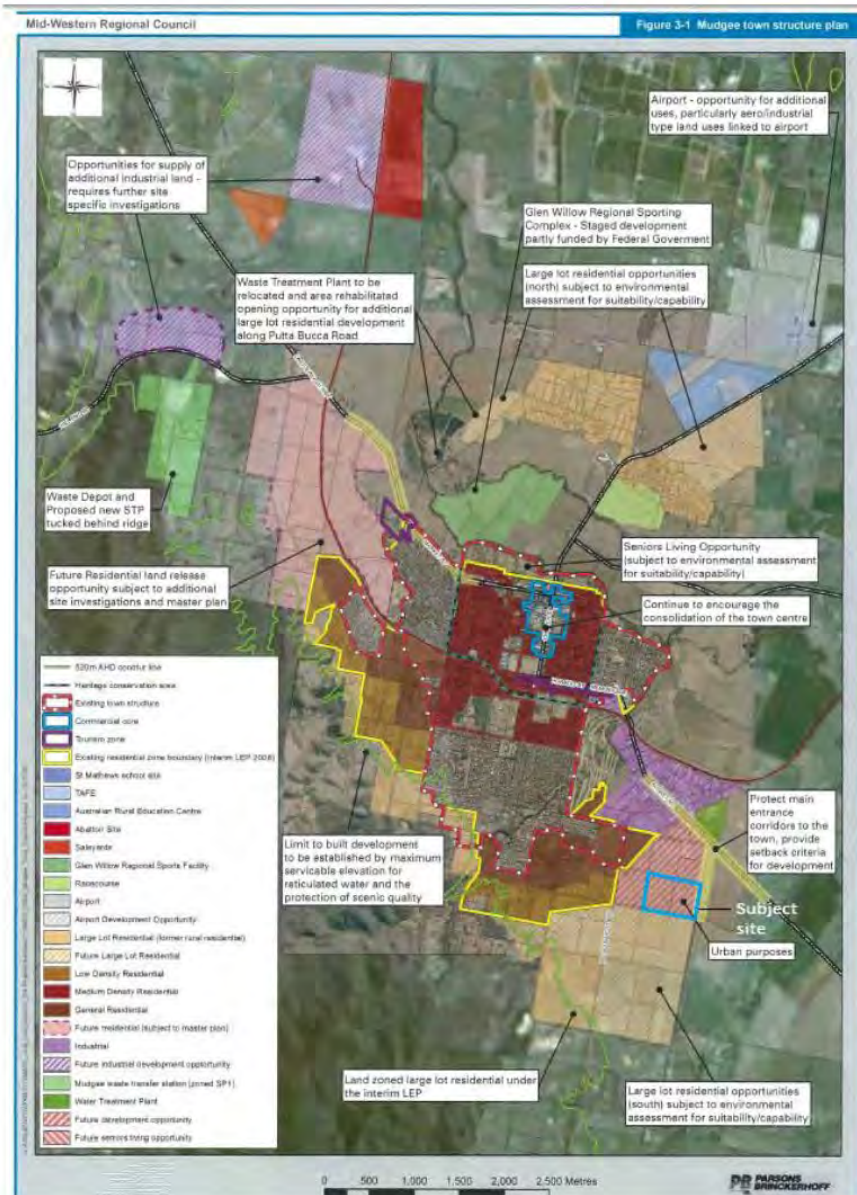 Mid-Western Regional Council
Figure 3-1 Mudgee town structure plan
Airport - opportunity for additional
uses, particularly aero/industrial
type land uses linked to airport
Opportunities for supply of
additional industrial land -
requires further site
specific investigations
Glen Willow Regional Sporting
Complex - Staged development
partly funded by Federal Goverment
Waste Treatment Plant to be
relocated and area rehabilitated
opening opportunity for additional
large lot residential development
along Putta Bucca Road
Large lot residential opportunities
(north) subject to environmental
assessment for suitability/capability
Waste Depot and
Proposed new STP
tucked behind ridge
Future Residential land release
opportunity subject to additional
site investigations and master plan
Seniors Living Opportunity
(subject to environmental assessment
for suitability/capability)
Continue to encourage the
consolidation of the town centre
520m AHD contour line
Heritage conservation area
Existing town structure
Commercial core
Tourism zone
Existing residential zone boundary (interim LEP 2008)
St Mathews school site
TAFE
Australian Rural Education Centre
Abattoir Site
Saleyards
Glen Willow Regional Sports Facility
Racecourse
Airport
Airport Development Opportunity
Large Lot Residential (former rural residential)
Future Large Lot Residential
Low Density Residential
Medium Density Residential
General Residential
Future residential (subject to master plan)
Industrial
Future industrial development opportunity
Mudgee waste transfer station (zoned SP1)
Water Treatment Plant
Future development opportunity
Future seniors living opportunity
Limit to built development
to be established by maximum
servicable elevation for
reticulated water and the
protection of scenic quality
Protect main
entrance
corridors to the
town, provide
setback criteria
for development
Subject
site
Urban purposes
Land zoned large lot residential under
the interim LEP
Large lot residential opportunities
(south) subject to environmental
assessment for suitability/capability
0 500 1,000 1,500 2,000 2,500 Metres
PB PARSONS
BRINCKERHOFF